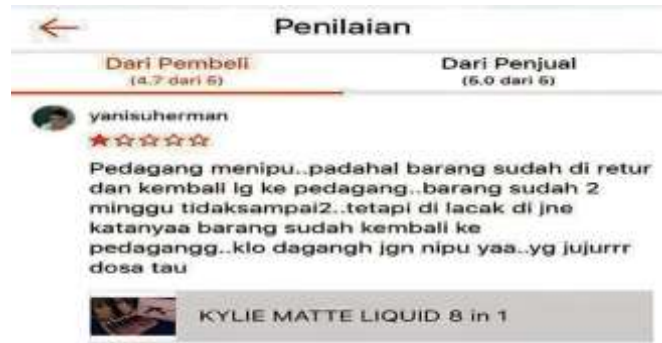 Penilaian
Dari Pembeli
(4.7 dari 5)
Dari Penjual
(5.0 dari 5)
yanisuherman
Pedagang menipu..padahal barang sudah di retur
dan kembali lg ke pedagang..barang sudah 2
minggu tidaksampai2..tetapi di lacak di jne
katanyaa barang sudah kembali ke
pedagangg..klo dagangh jgn nipu yaa..yg jujurrr
dosa tau
KYLIE MATTE LIQUID 8 in 1